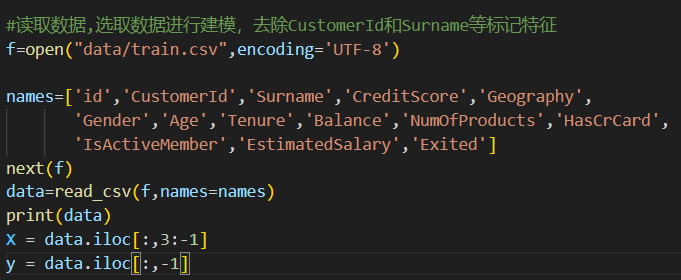 #读取数据,选取数据进行建模，去除CustomerId和Surname等标记特征
f=open("data/train.csv",encoding='UTF-8')
names=['id','CustomerId','Surname','CreditScore','Geography',
'Gender','Age','Tenure','Balance','NumOfProducts','HasCrCard',
'IsActiveMember','EstimatedSalary','Exited']
next(f)
data=read_csv(f,names=names)
print(data)
X = data.iloc[:,3:-1]
y = data.iloc[:,-1]